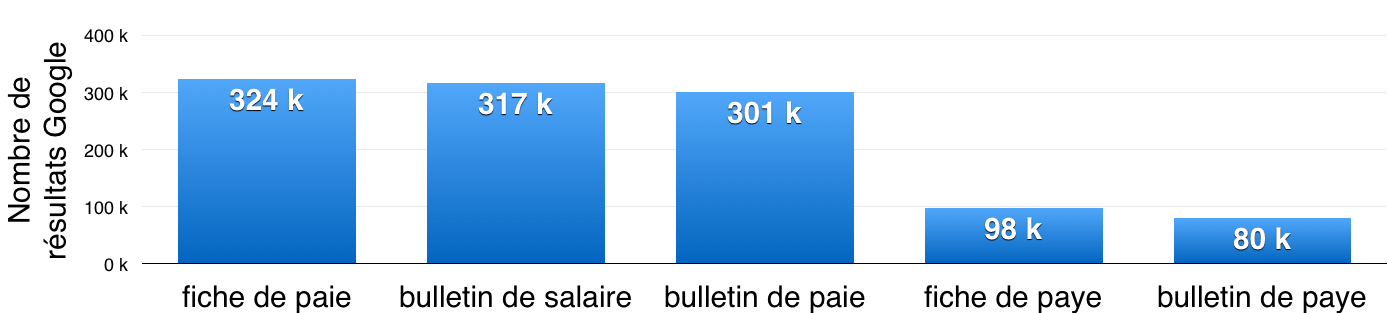 Nombre de
résultats Google
400 k
300 k
200 k
100 k
0 k
324 k
317 k
301 k
98 k
80 k
fiche de paie
bulletin de salaire
bulletin de paie
fiche de paye
bulletin de paye